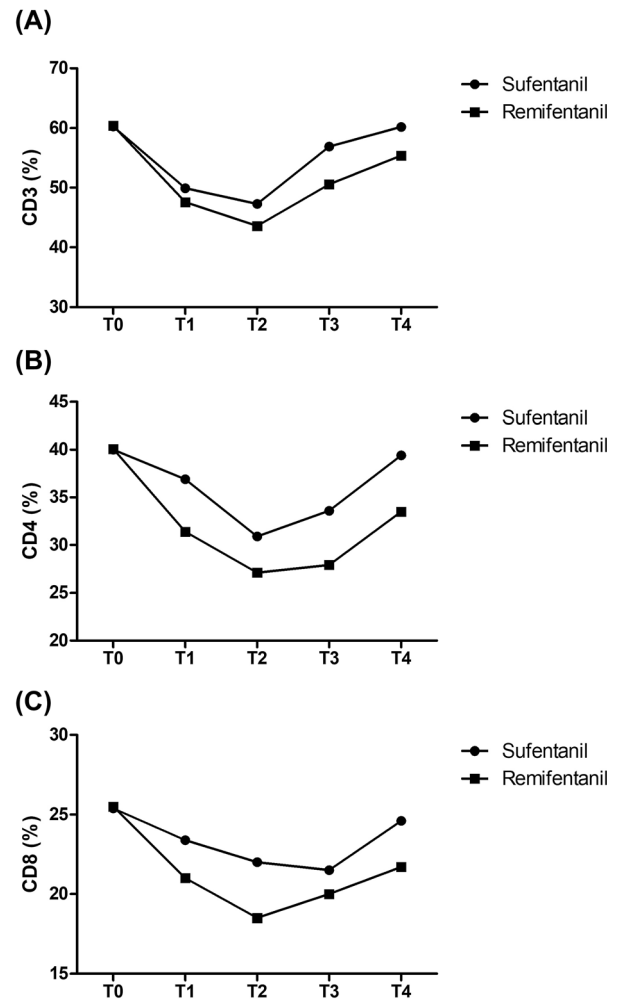 (A)
70
60
50
40
30
CD3 (%)
T0 T1 T2 T3 T4
Sufentanil
Remifentanil
(B)
45
40
35
30
25
20
CD4 (%)
T0 T1 T2 T3 T4
Sufentanil
Remifentanil
(C)
30
25
20
15
CD8 (%)
T0 T1 T2 T3 T4
Sufentanil
Remifentanil